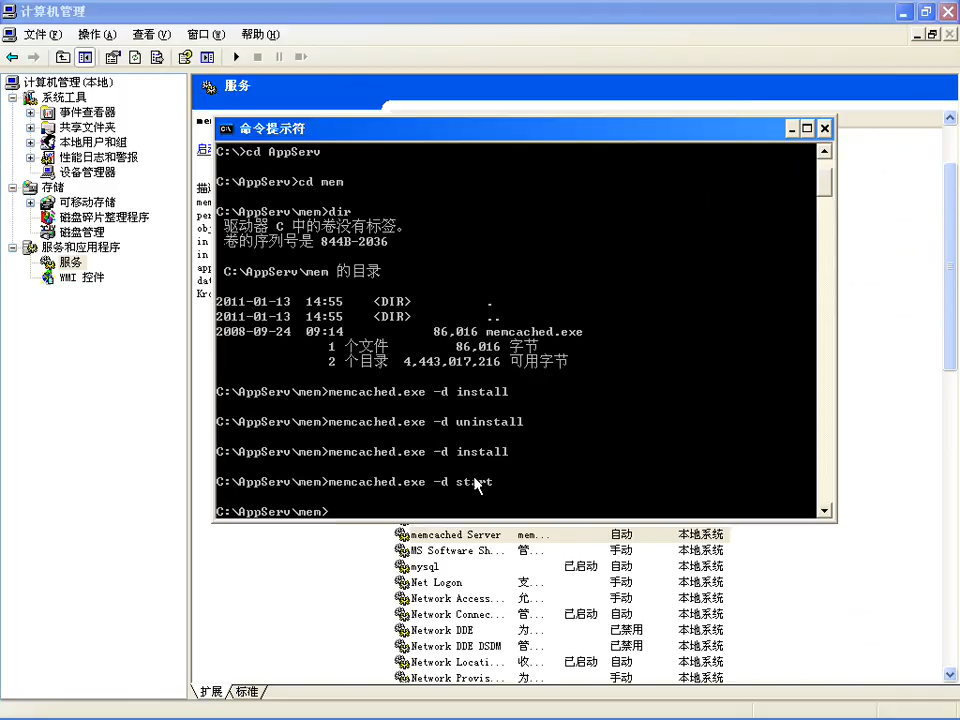 计算机管理
文件(F) 操作(A) 查看(V) 窗口(W) 帮助(H)
计算机管理(本地)
系统工具
事件查看器
共享文件夹
本地用户和组
性能日志和警报
设备管理器
存储
可移动存储
磁盘碎片整理程序
磁盘管理
服务和应用程序
服务
WMI 控件
服务
命令提示符
C:\>cd AppServ
C:\AppServ>cd mem
C:\AppServ\mem>dir
驱动器 C 中的卷没有标签。
卷的序列号是 844B-2036
C:\AppServ\mem 的目录
2011-01-13 14:55 <DIR> .
2011-01-13 14:55 <DIR> ..
2008-09-24 09:14 86,016 memcached.exe
1 个文件 86,016 字节
2 个目录 4,443,017,216 可用字节
C:\AppServ\mem>memcached.exe -d install
C:\AppServ\mem>memcached.exe -d uninstall
C:\AppServ\mem>memcached.exe -d install
C:\AppServ\mem>memcached.exe -d start
C:\AppServ\mem>
memcached Server mem... 自动 本地系统
MS Software Sh... 管... 手动 本地系统
mysql 已启动 自动 本地系统
Net Logon 支... 手动 本地系统
Network Access... 允... 手动 本地系统
Network Connec... 管... 已启动 自动 本地系统
Network DDE 为... 已禁用 本地系统
Network DDE DSDM 管... 已禁用 本地系统
Network Locati... 收... 已启动 自动 本地系统
Network Provis... 为... 手动 本地系统
扩展 标准